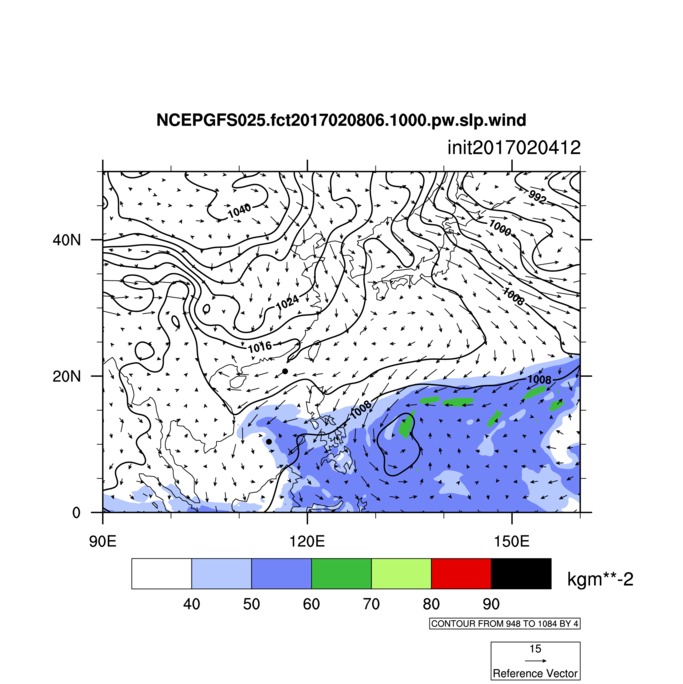 NCEPGFS025.fct2017020806.1000.pw.slp.wind
init2017020412
992
1040
1000
40N
1008
1024
1016
20N
1008
1008
0
90E 120E 150E
kgm**-2
40 50 60 70 80 90
CONTOUR FROM 948 TO 1084 BY 4
15
Reference Vector